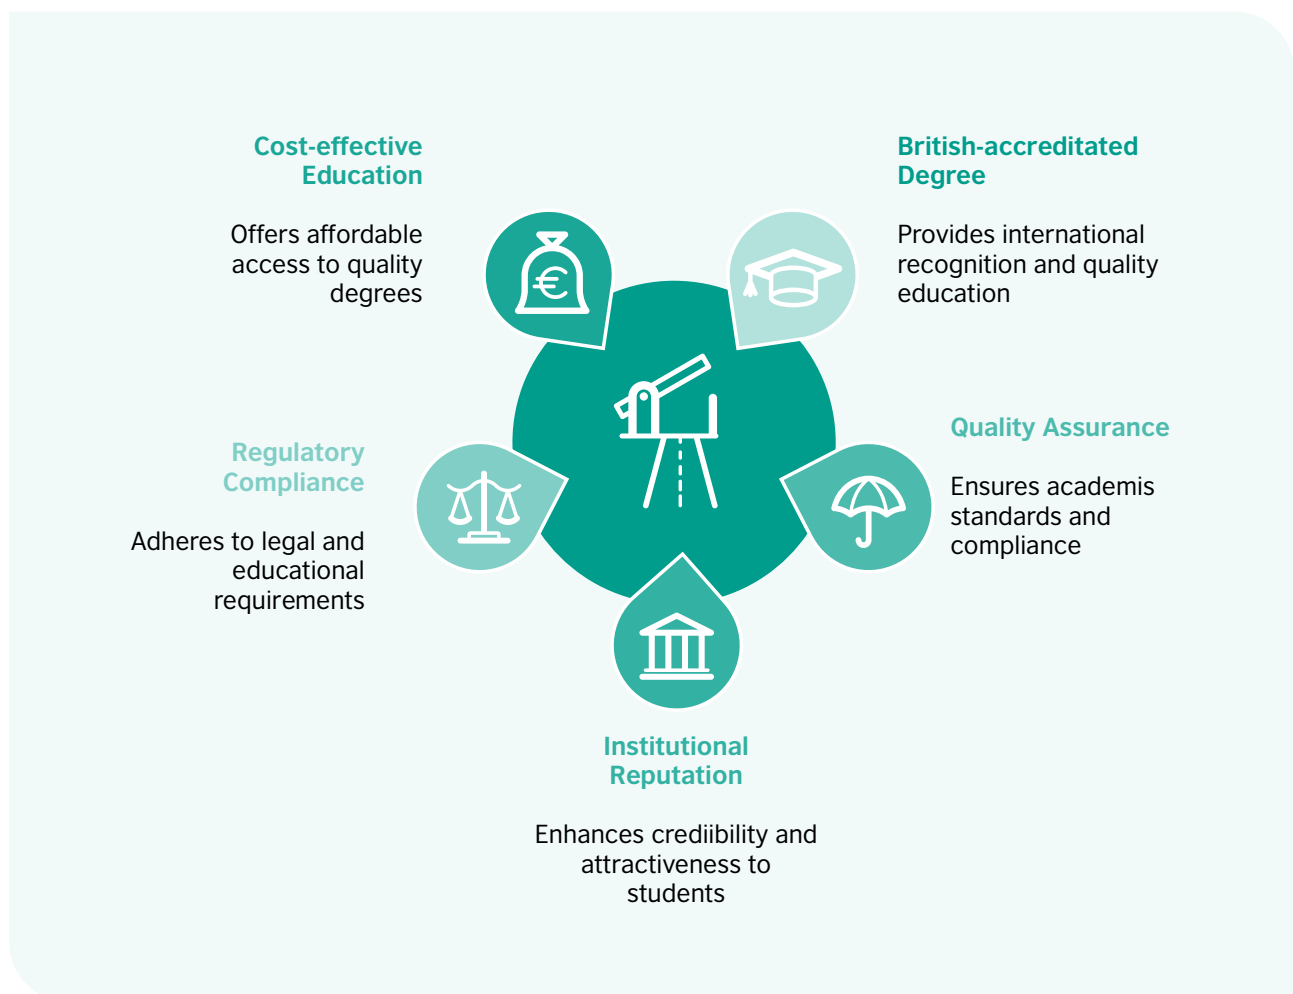 Cost-effective
Education
Offers affordable
access to quality
degrees
British-accreditated
Degree
Provides international
recognition and quality
education
Regulatory
Compliance
Adheres to legal and
educational
requirements
Quality Assurance
Ensures academis
standards and
compliance
Institutional
Reputation
Enhances crediibility and
attractiveness to
students